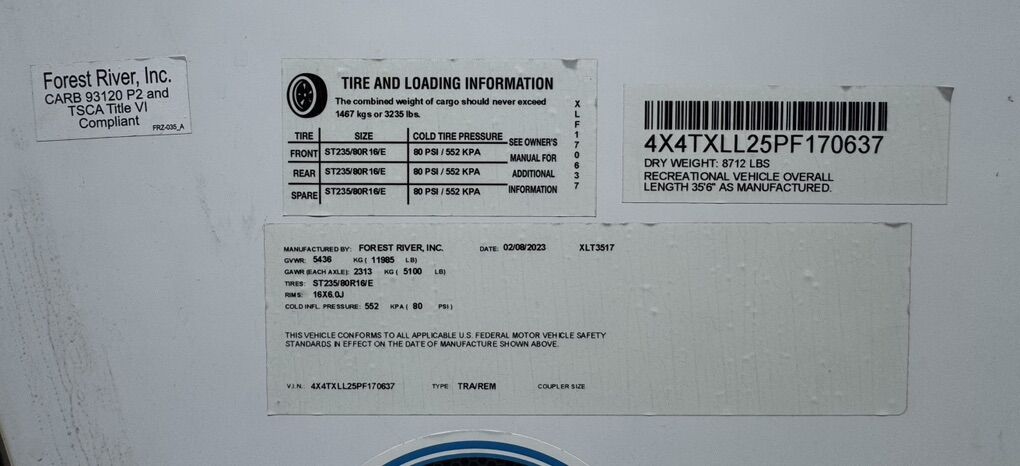 Forest River, Inc.
CARB 93120 P2 and
TSCA Title VI
Compliant
FRZ-035_A
TIRE AND LOADING INFORMATION
The combined weight of cargo should never exceed
1467 kgs or 3235 lbs.
TIRE SIZE COLD TIRE PRESSURE
FRONT ST235/80R16/E 80 PSI / 552 KPA
REAR ST235/80R16/E 80 PSI / 552 KPA
SPARE ST235/80R16/E 80 PSI / 552 KPA
SEE OWNER'S
MANUAL FOR
ADDITIONAL
INFORMATION
XLF170637
4X4TXLL25PF170637
DRY WEIGHT: 8712 LBS
RECREATIONAL VEHICLE OVERALL
LENGTH 35'6" AS MANUFACTURED.
MANUFACTURED BY: FOREST RIVER, INC. DATE: 02/08/2023 XLT3517
GVWR: 5436 KG ( 11985 LB)
GAWR (EACH AXLE): 2313 KG ( 5100 LB)
TIRES: ST235/80R16/E
RIMS: 16X6.0J
COLD INFL. PRESSURE: 552 KPA ( 80 PSI )
THIS VEHICLE CONFORMS TO ALL APPLICABLE U.S. FEDERAL MOTOR VEHICLE SAFETY
STANDARDS IN EFFECT ON THE DATE OF MANUFACTURE SHOWN ABOVE.
V.I.N.: 4X4TXLL25PF170637 TYPE: TRA/REM COUPLER SIZE: